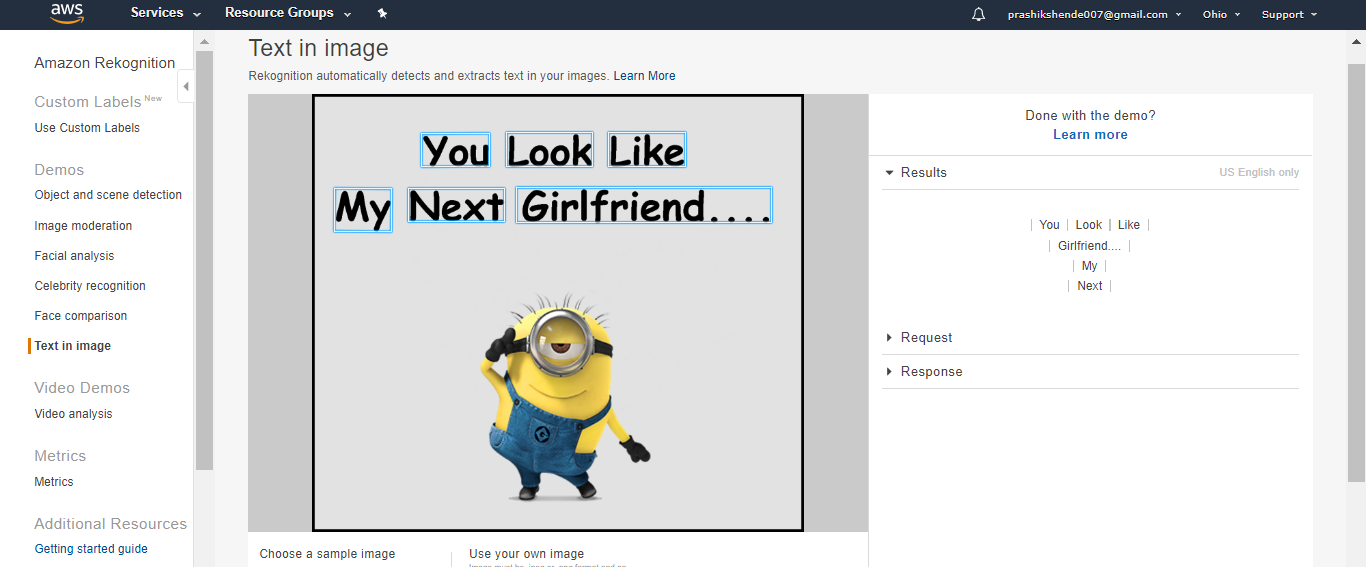 aws
Services
Resource Groups
prashikshende007@gmail.com
Ohio
Support
Amazon Rekognition
Custom Labels New
Use Custom Labels
Demos
Object and scene detection
Image moderation
Facial analysis
Celebrity recognition
Face comparison
Text in image
Video Demos
Video analysis
Metrics
Metrics
Additional Resources
Getting started guide
Text in image
Rekognition automatically detects and extracts text in your images. Learn More
You Look Like
My Next Girlfriend....
Choose a sample image
Use your own image
Done with the demo?
Learn more
Results
US English only
| You | Look | Like |
| Girlfriend.... |
| My |
| Next |
Request
Response